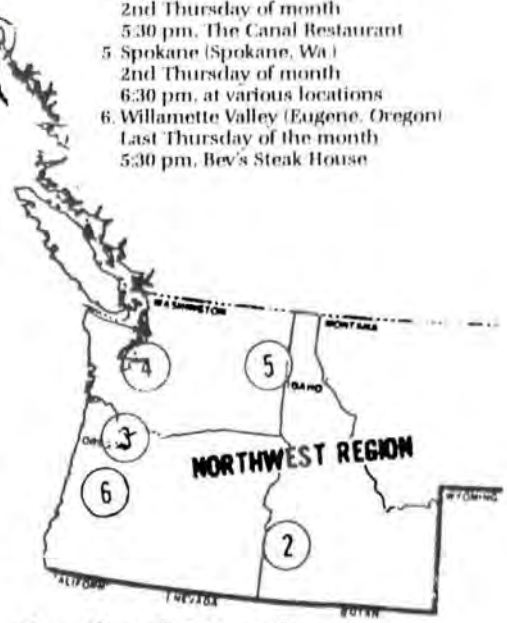 2nd Thursday of month
5:30 pm, The Canal Restaurant
5. Spokane (Spokane, Wa.)
2nd Thursday of month
6:30 pm, at various locations
6. Willamette Valley (Eugene, Oregon)
Last Thursday of the month
5:30 pm, Bev's Steak House
WASHINGTON
MONTANA
4
5
IDAHO
3
NORTHWEST REGION
6
WYOMING
2
ALIFORN
NEVADA
UTAH